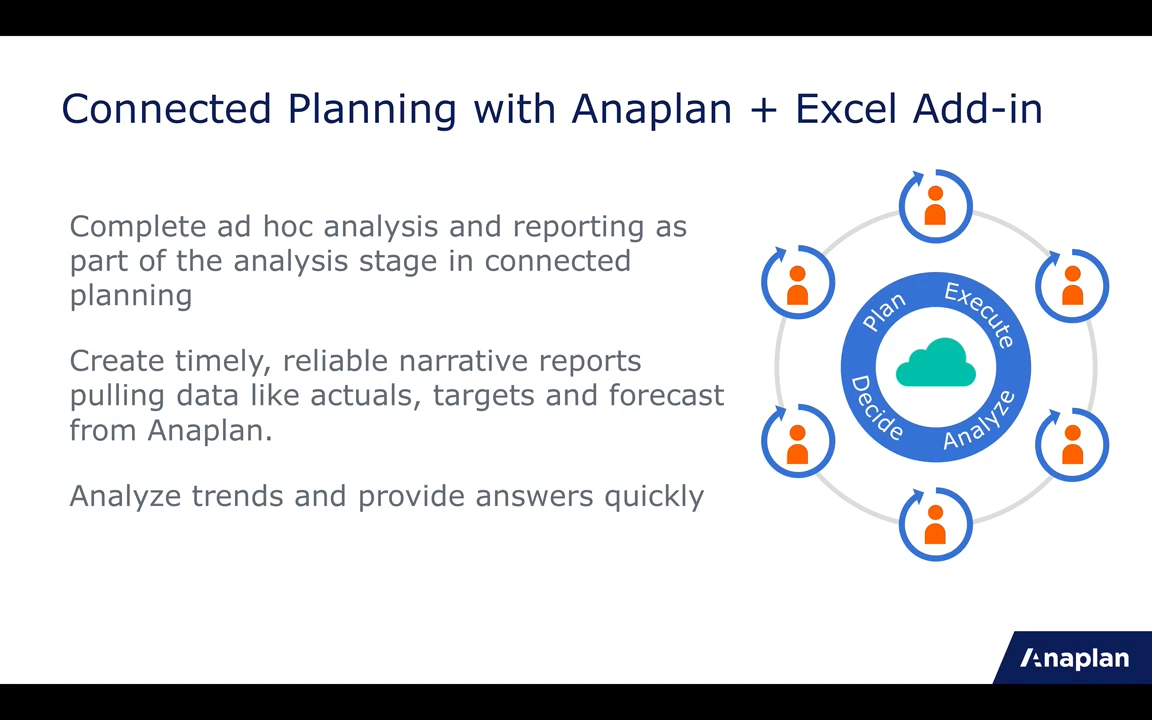 Connected Planning with Anaplan + Excel Add-in
Complete ad hoc analysis and reporting as
part of the analysis stage in connected
planning
Create timely, reliable narrative reports
pulling data like actuals, targets and forecast
from Anaplan.
Analyze trends and provide answers quickly
Plan
Execute
Analyze
Decide
Anaplan